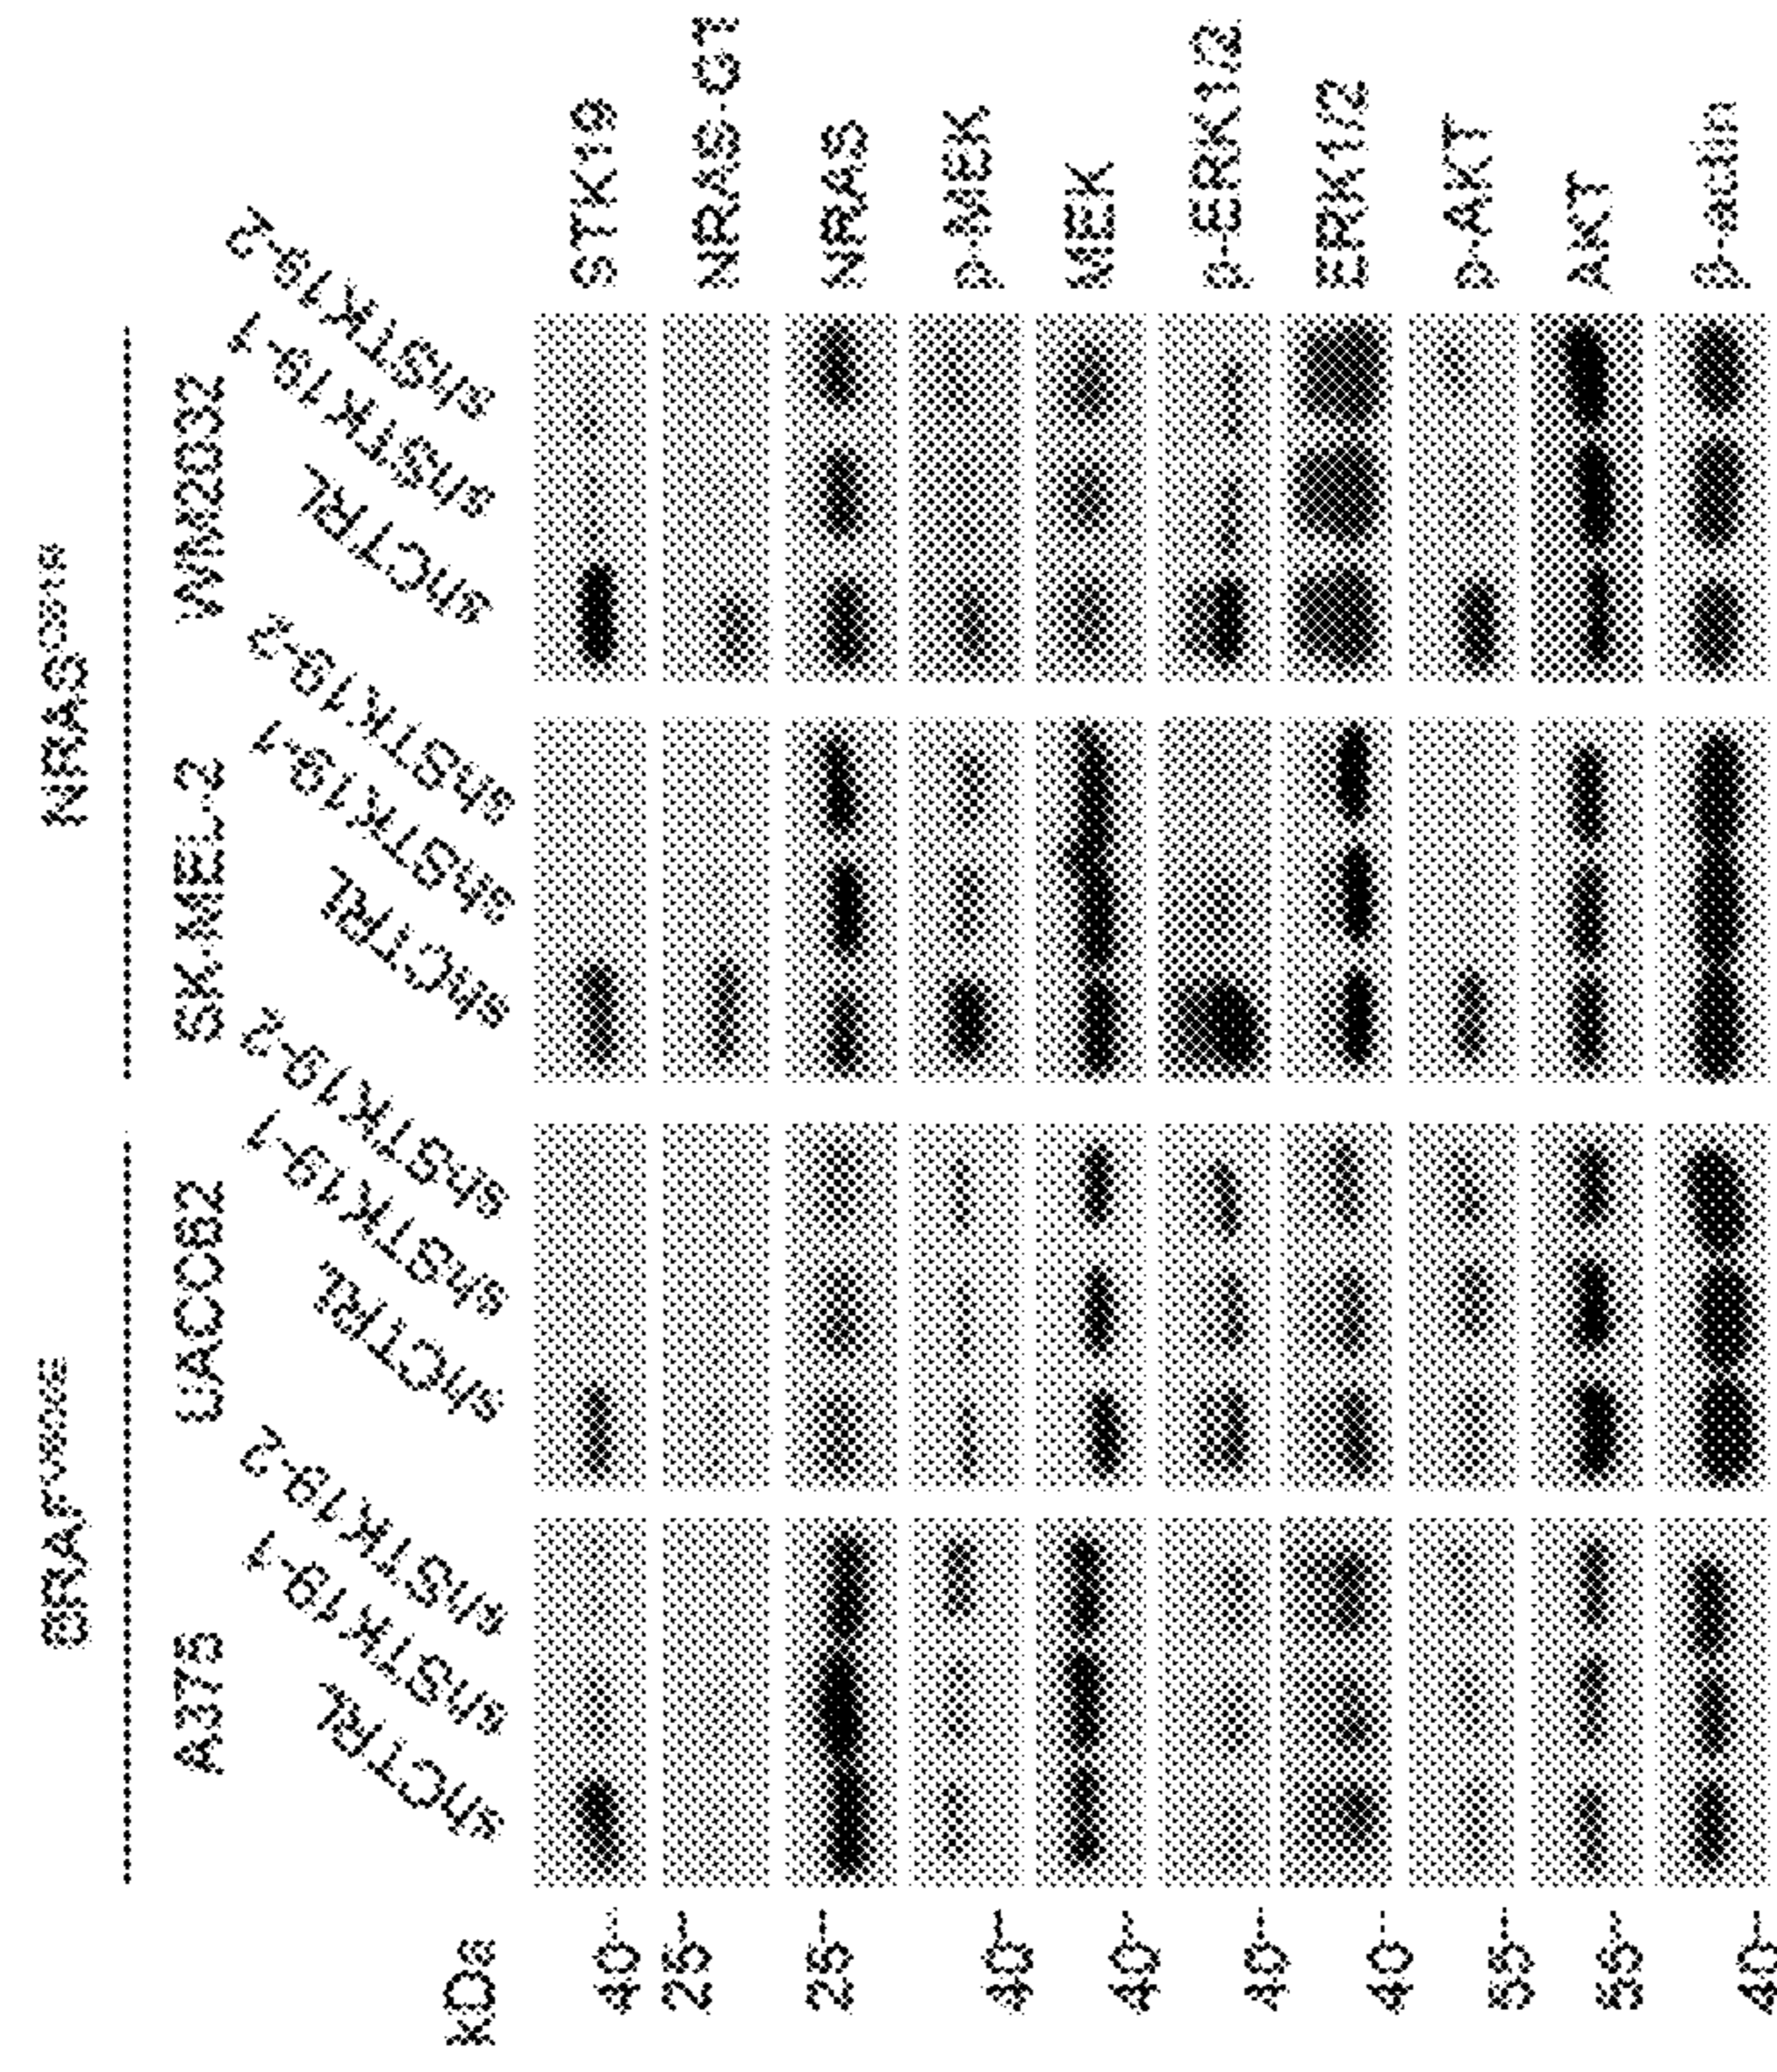 A375 UACC62 SK-MEL-2 WM2032
shCTRL shSTK19-1 shSTK19-2 shCTRL shSTK19-1 shSTK19-2 shCTRL shSTK19-1 shSTK19-2 shCTRL shSTK19-1 shSTK19-2
kDa
40- STK19
25- NRAS-GT
25- NRAS
40- p-MEK
40- MEK
40- p-ERK1/2
40- ERK1/2
55- p-AKT
55- AKT
40- β-actin